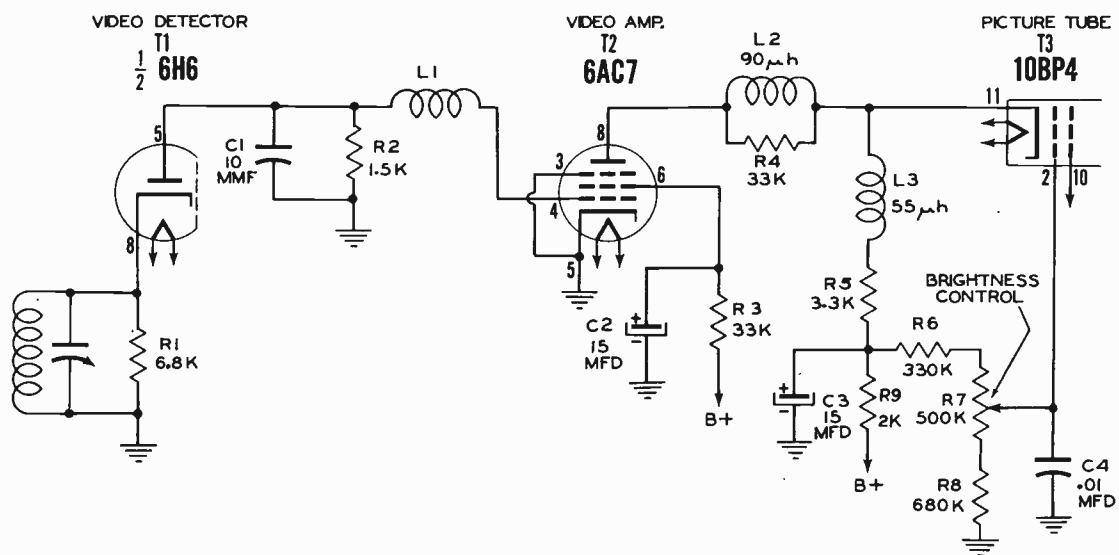 VIDEO DETECTOR
T1
1/2 6H6
VIDEO AMP.
T2
6AC7
PICTURE TUBE
T3
10BP4
L1
L2
90µh
R4
33K
5
8
C1
10
MMF
R2
1.5K
R1
6.8K
8
3
4
5
6
C2
15
MFD
R3
33K
B+
L3
55µh
R5
3.3K
BRIGHTNESS
CONTROL
R6
330K
R7
500K
R8
680K
R9
2K
C3
15
MFD
B+
11
2
10
C4
.01
MFD